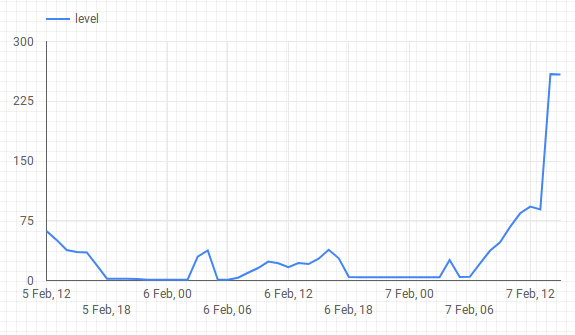 level
300
225
150
75
0
5 Feb, 12
5 Feb, 18
6 Feb, 00
6 Feb, 06
6 Feb, 12
6 Feb, 18
7 Feb, 00
7 Feb, 06
7 Feb, 12